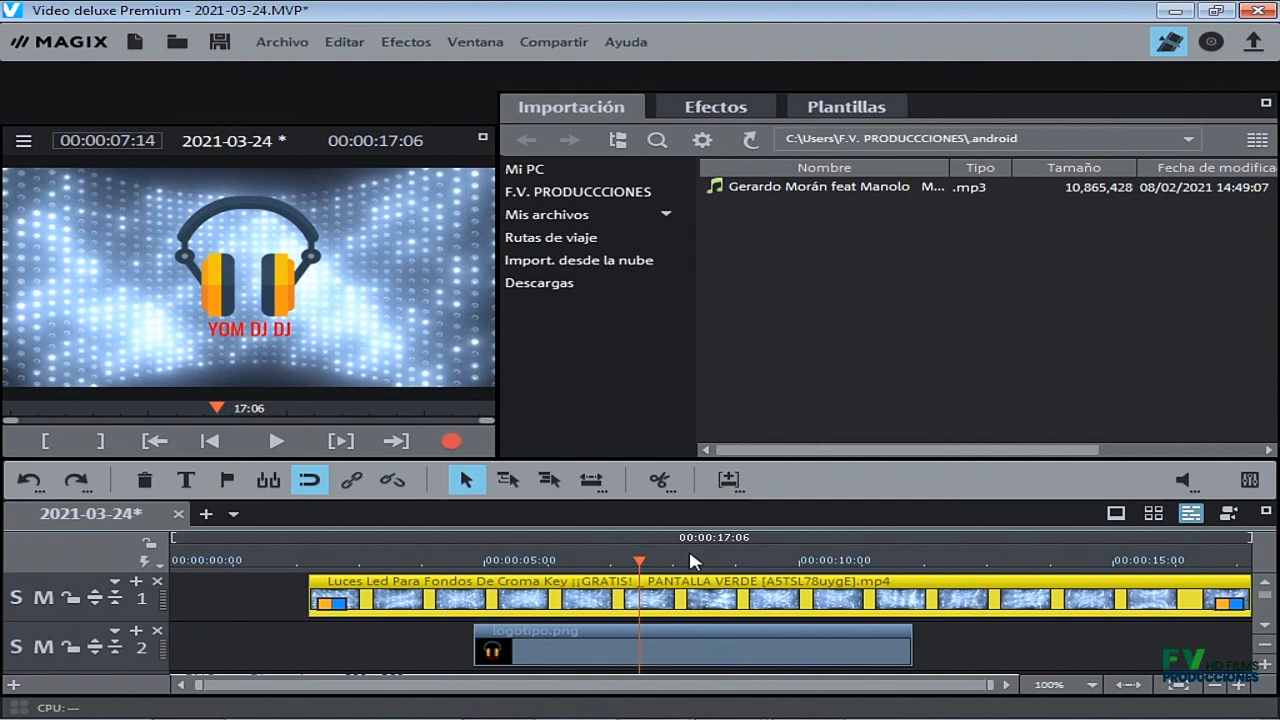 Video deluxe Premium - 2021-03-24.MVP*
MAGIX Archivo Editar Efectos Ventana Compartir Ayuda
Importación Efectos Plantillas
00:00:07:14 2021-03-24 * 00:00:17:06
C:\Users\F.V. PRODUCCCIONES\.android
Mi PC
F.V. PRODUCCCIONES
Mis archivos
Rutas de viaje
Import. desde la nube
Descargas
Nombre Tipo Tamaño Fecha de modifica
Gerardo Morán feat Manolo M... .mp3 10,865,428 08/02/2021 14:49:07
YOM DJ DJ
17:06
2021-03-24*
00:00:17:06
00:00:00:00 00:00:05:00 00:00:10:00 00:00:15:00
Luces Led Para Fondos De Croma Key ¡¡GRATIS! _ PANTALLA VERDE [A5TSL78uygE].mp4
S M 1
logotipo.png
S M 2
FV HD FILMS
PRODUCCIONES
100%
CPU: —